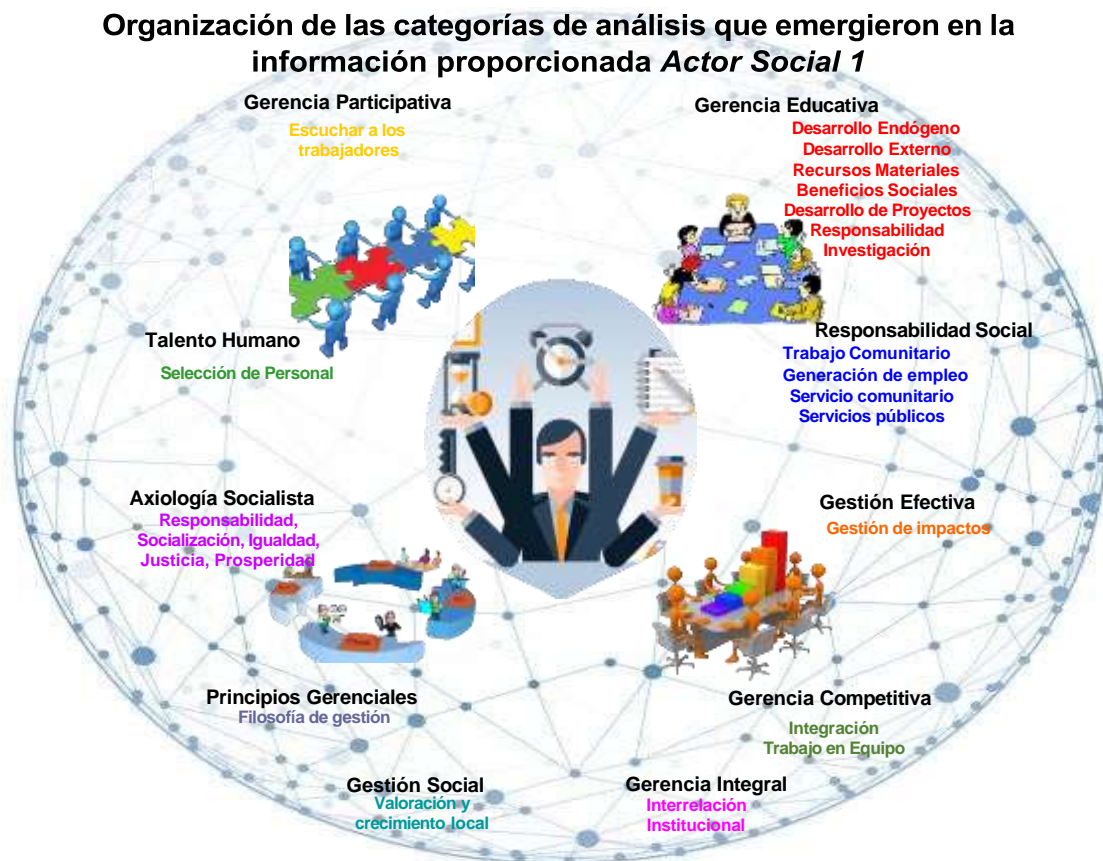 Organización de las categorías de análisis que emergieron en la
información proporcionada Actor Social 1
Gerencia Participativa
Escuchar a los
trabajadores
Gerencia Educativa
Desarrollo Endógeno
Desarrollo Externo
Recursos Materiales
Beneficios Sociales
Desarrollo de Proyectos
Responsabilidad
Investigación
Talento Humano
Selección de Personal
Responsabilidad Social
Trabajo Comunitario
Generación de empleo
Servicio comunitario
Servicios públicos
Axiología Socialista
Responsabilidad,
Socialización, Igualdad,
Justicia, Prosperidad
Gestión Efectiva
Gestión de impactos
Principios Gerenciales
Filosofía de gestión
Gerencia Competitiva
Integración
Trabajo en Equipo
Gestión Social
Valoración y
crecimiento local
Gerencia Integral
Interrelación
Institucional